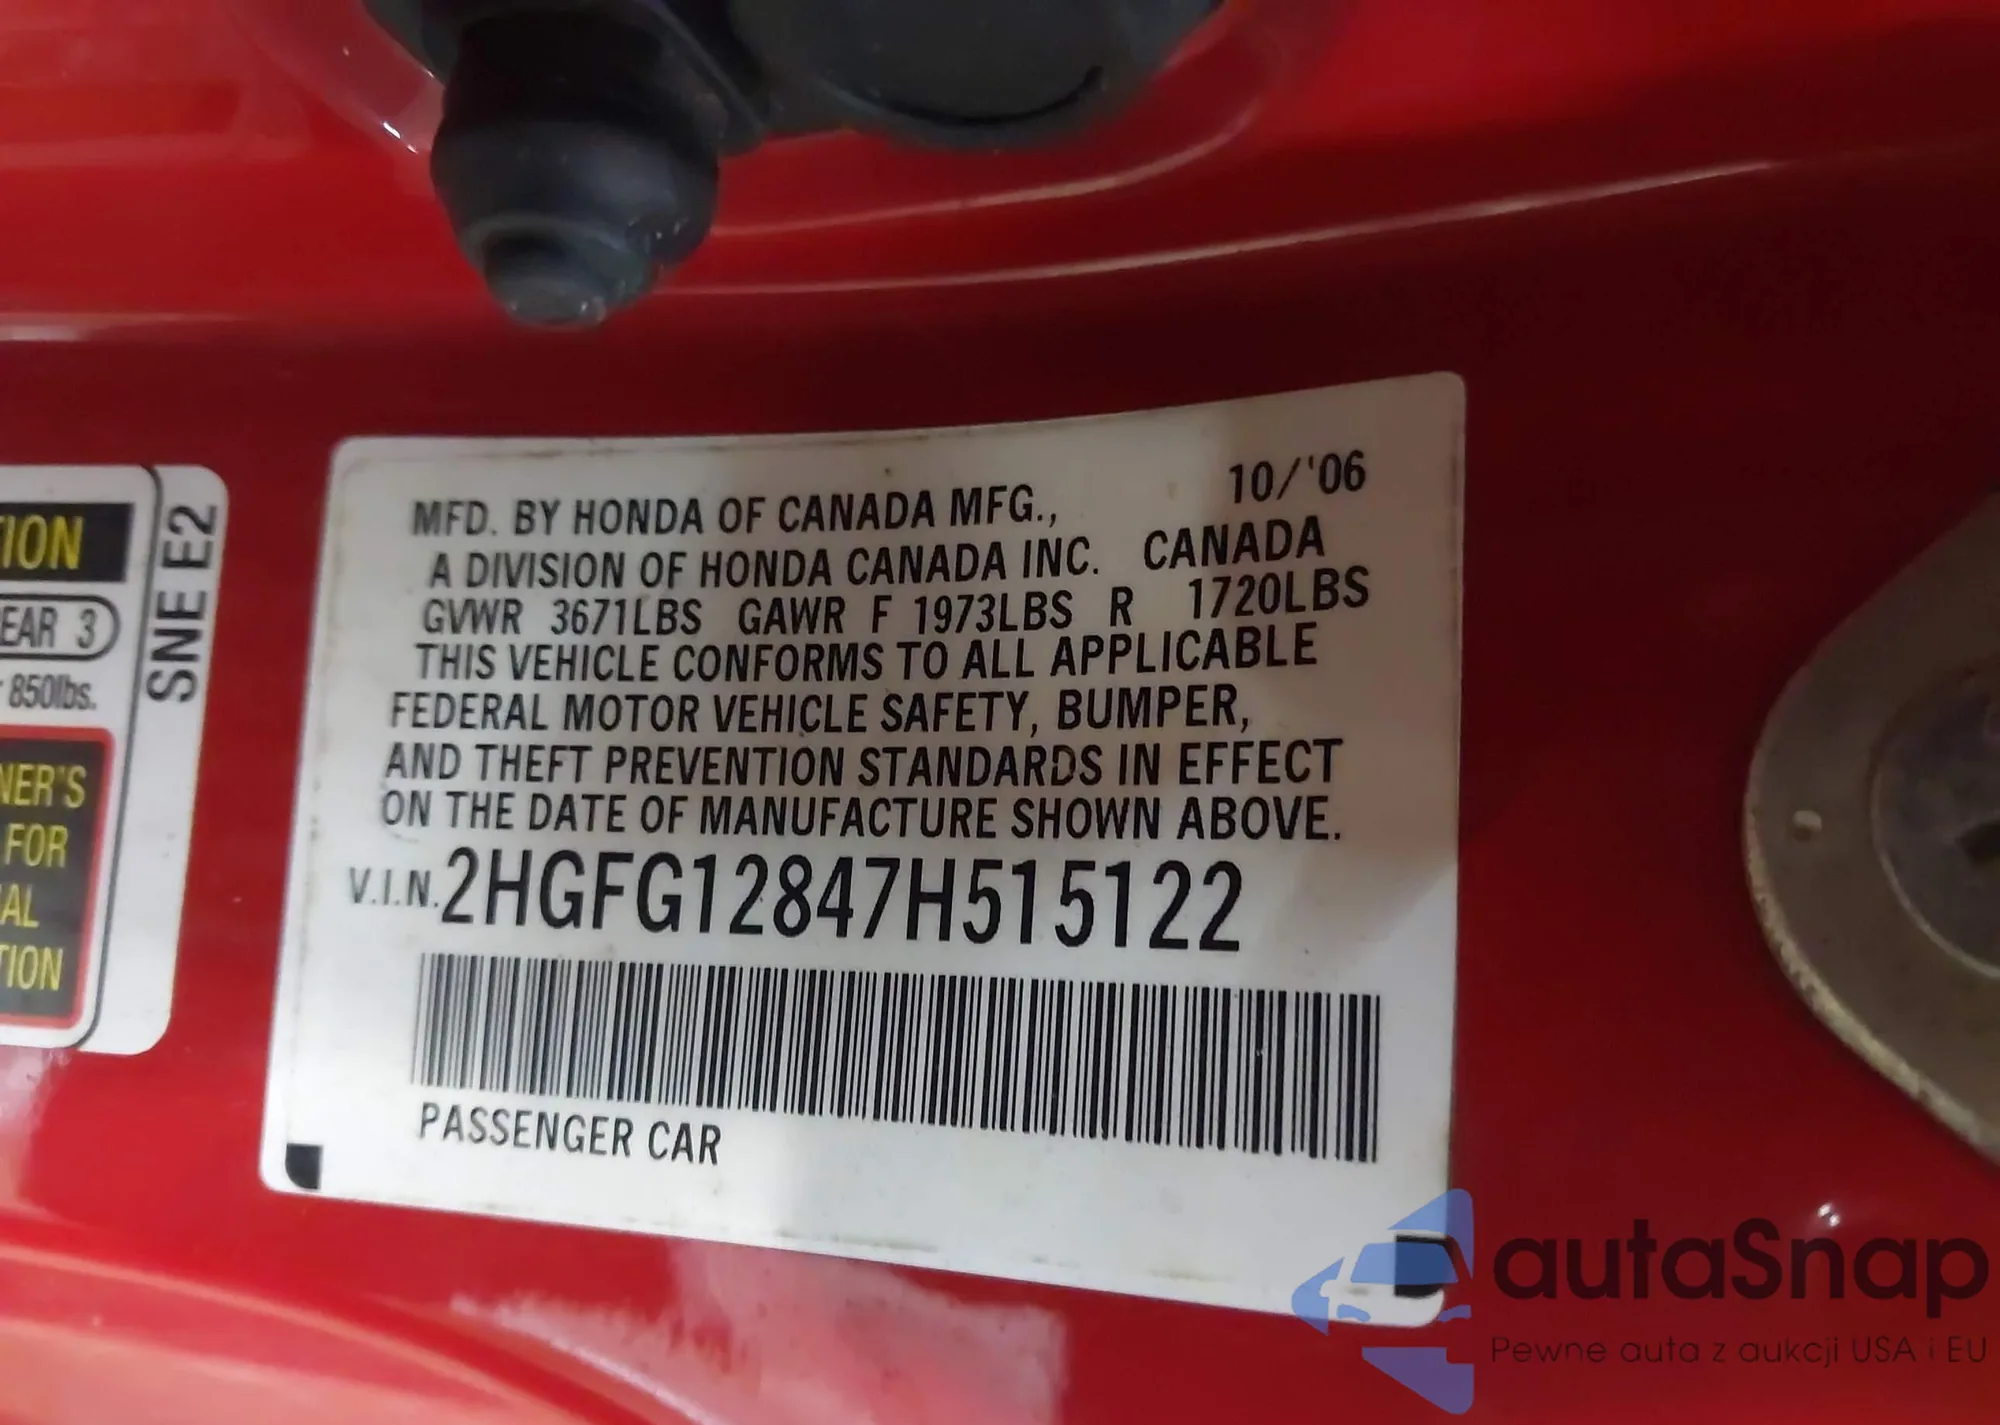 MFD. BY HONDA OF CANADA MFG., 10/'06
A DIVISION OF HONDA CANADA INC. CANADA
GVWR 3671LBS GAWR F 1973LBS R 1720LBS
THIS VEHICLE CONFORMS TO ALL APPLICABLE
FEDERAL MOTOR VEHICLE SAFETY, BUMPER,
AND THEFT PREVENTION STANDARDS IN EFFECT
ON THE DATE OF MANUFACTURE SHOWN ABOVE.
V.I.N. 2HGFG12847H515122
PASSENGER CAR
TION
EAR 3
850lbs.
NER'S
FOR
AL
TION
SNE E2
autaSnap
Pewne auta z aukcji USA i EU